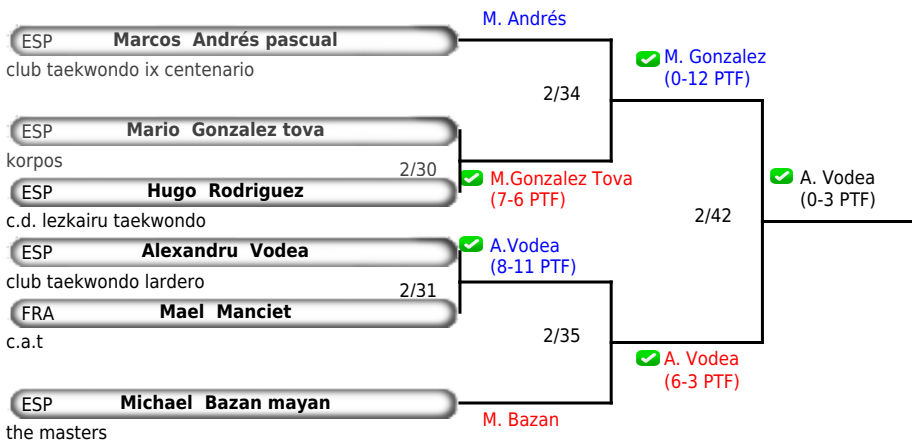 M. Andrés
ESP Marcos Andrés pascual
club taekwondo ix centenario
M. Gonzalez
(0-12 PTF)
2/34
ESP Mario Gonzalez tova
korpos
2/30
M.Gonzalez Tova
(7-6 PTF)
ESP Hugo Rodriguez
c.d. lezkairu taekwondo
A. Vodea
(0-3 PTF)
2/42
ESP Alexandru Vodea
club taekwondo lardero
A.Vodea
(8-11 PTF)
2/31
FRA Mael Manciet
c.a.t
2/35
A. Vodea
(6-3 PTF)
ESP Michael Bazan mayan
the masters
M. Bazan